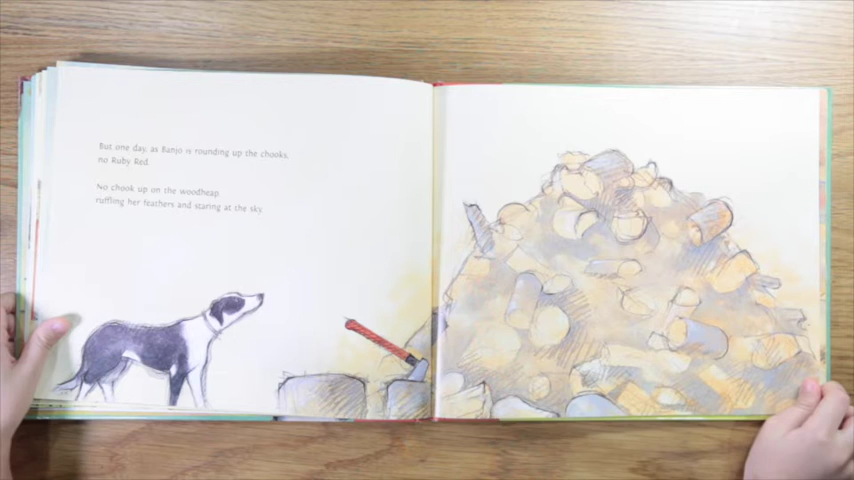 But one day, as Banjo is rounding up the chooks,
no Ruby Red.
No chook up on the woodheap
ruffling her feathers and staring at the sky.